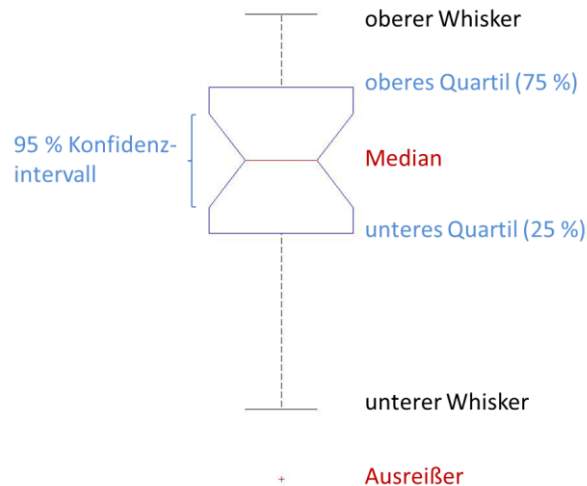 oberer Whisker
oberes Quartil (75 %)
95 % Konfidenz-
intervall
Median
unteres Quartil (25 %)
unterer Whisker
Ausreißer